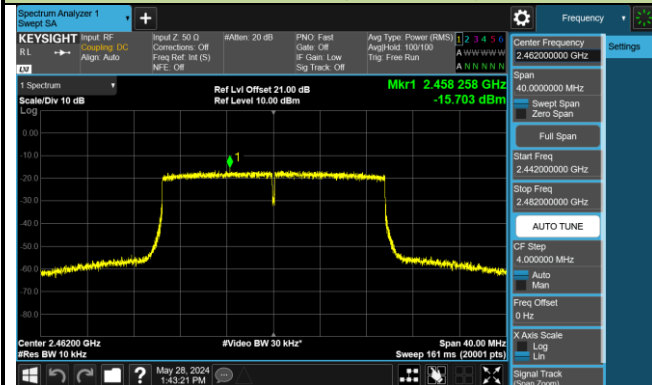 Spectrum Analyzer 1
Swept SA
+
Frequency
KEYSIGHT
RL
LXI
Input: RF
Coupling: DC
Align: Auto
Input Z: 50 Ω
Corrections: Off
Freq Ref: Int (S)
NFE: Off
#Atten: 20 dB
PNO: Fast
Gate: Off
IF Gain: Low
Sig Track: Off
Avg Type: Power (RMS)
Avg|Hold: 100/100
Trig: Free Run
1 2 3 4 5 6
A W W W W W
A N N N N N
1 Spectrum
Scale/Div 10 dB
Log
Ref Lvl Offset 21.00 dB
Ref Level 10.00 dBm
Mkr1 2.458 258 GHz
-15.703 dBm
0.00
-10.0
-20.0
-30.0
-40.0
-50.0
-60.0
-70.0
-80.0
1
Center 2.46200 GHz
#Res BW 10 kHz
#Video BW 30 kHz*
Span 40.00 MHz
Sweep 161 ms (20001 pts)
Center Frequency
2.462000000 GHz
Settings
Span
40.0000000 MHz
Swept Span
Zero Span
Full Span
Start Freq
2.442000000 GHz
Stop Freq
2.482000000 GHz
AUTO TUNE
CF Step
4.000000 MHz
Auto
Man
Freq Offset
0 Hz
X Axis Scale
Log
Lin
Signal Track
(Span Zoom)
?
May 28, 2024
1:43:21 PM